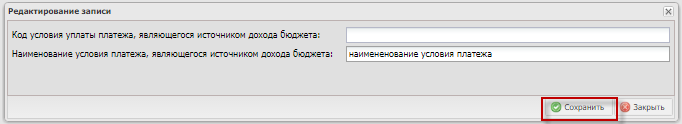 Редактирование записи
Код условия уплаты платежа, являющегося источником дохода бюджета:
Наименование условия платежа, являющегося источником дохода бюджета: наимененование условия платежа
Сохранить Закрыть